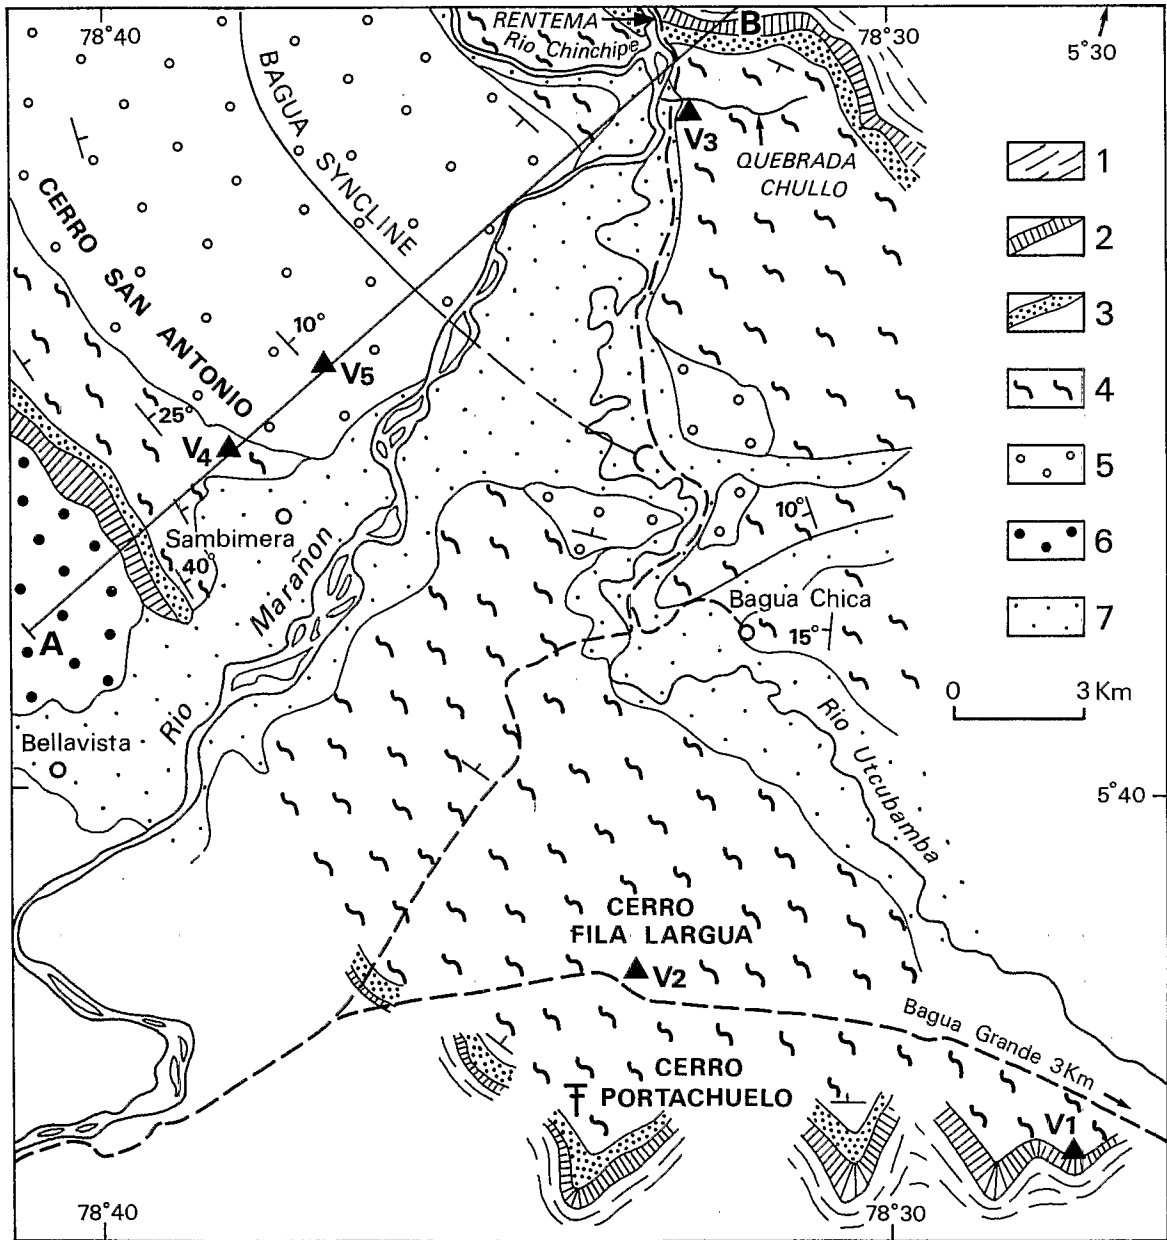 78°40
RENTEMA
B
78°30
5°30
Rio Chinchipe
BAGUA SYNCLINE
V3
QUEBRADA
CHULLO
1
2
3
4
5
6
7
CERRO SAN ANTONIO
10°
V5
25°
V4
Sambimera
40°
Rio Marañon
10°
Bagua Chica
15°
A
0 3 Km
Bellavista
Rio Utcubamba
5°40
CERRO
FILA LARGUA
V2
Bagua Grande 3Km
CERRO
PORTACHUELO
V1
78°40
78°30